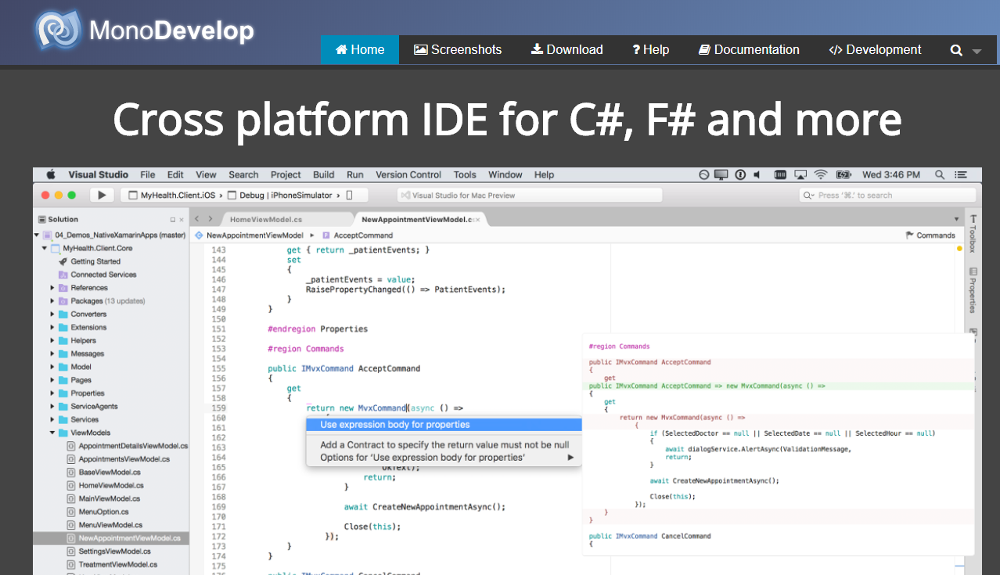 MonoDevelop
Home Screenshots Download Help Documentation Development
Cross platform IDE for C#, F# and more
Visual Studio File Edit View Search Project Build Run Version Control Tools Window Help Wed 3:46 PM
MyHealth.Client.iOS › Debug | iPhoneSimulator › Visual Studio for Mac Preview Press '⌘.' to search
Solution
HomeViewModel.cs NewAppointmentViewModel.cs
04_Demos_NativeXamarinApps (master)
MyHealth.Client.Core
Getting Started
Connected Services
References
Packages (13 updates)
Converters
Extensions
Helpers
Messages
Model
Pages
Properties
ServiceAgents
Services
ViewModels
AppointmentDetailsViewModel.cs
AppointmentsViewModel.cs
BaseViewModel.cs
HomeViewModel.cs
MainViewModel.cs
MenuOption.cs
MenuViewModel.cs
NewAppointmentViewModel.cs
SettingsViewModel.cs
TreatmentViewModel.cs
NewAppointmentViewModel AcceptCommand Commands
143 get { return _patientEvents; }
144 set
145 {
146 _patientEvents = value;
147 RaisePropertyChanged(() => PatientEvents);
148 }
149 }
150
151 #endregion Properties
152
153 #region Commands
154
155 public IMvxCommand AcceptCommand
156 {
157 get
158 {
159 return new MvxCommand(async () =>
160
161
162
163
164
165 OkText);
166 return;
167 }
168
169 await CreateNewAppointmentAsync();
170
171 Close(this);
172 });
173 }
174 }
175
176 public IMvxCommand CancelCommand
Use expression body for properties
Add a Contract to specify the return value must not be null
Options for 'Use expression body for properties'
#region Commands
public IMvxCommand AcceptCommand
{
get
public IMvxCommand AcceptCommand => new MvxCommand(async () =>
{
get
{
return new MvxCommand(async () =>
{
if (SelectedDoctor == null || SelectedDate == null || SelectedHour == null)
{
await dialogService.AlertAsync(ValidationMessage,
return;
}
await CreateNewAppointmentAsync();
Close(this);
});
}
}
public IMvxCommand CancelCommand
{
Toolbox
Properties